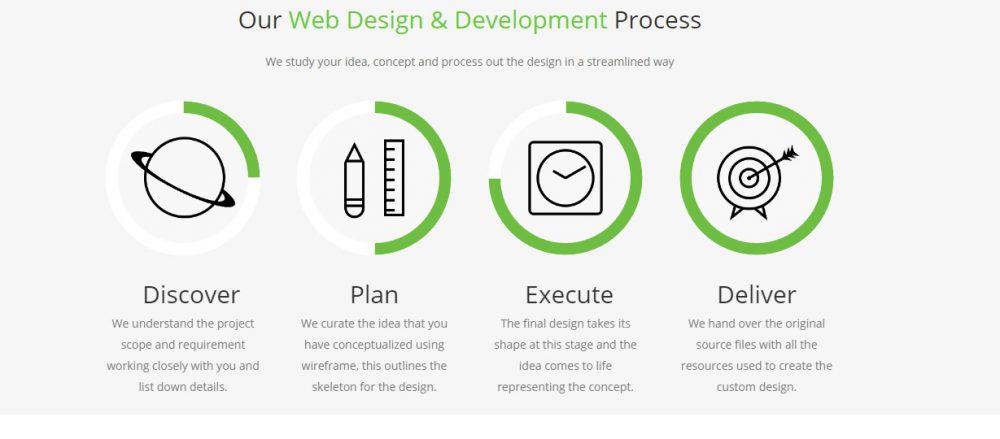 Our Web Design & Development Process
We study your idea, concept and process out the design in a streamlined way
Discover
We understand the project
scope and requirement
working closely with you and
list down details.
Plan
We curate the idea that you
have conceptualized using
wireframe, this outlines the
skeleton for the design.
Execute
The final design takes its
shape at this stage and the
idea comes to life
representing the concept.
Deliver
We hand over the original
source files with all the
resources used to create the
custom design.